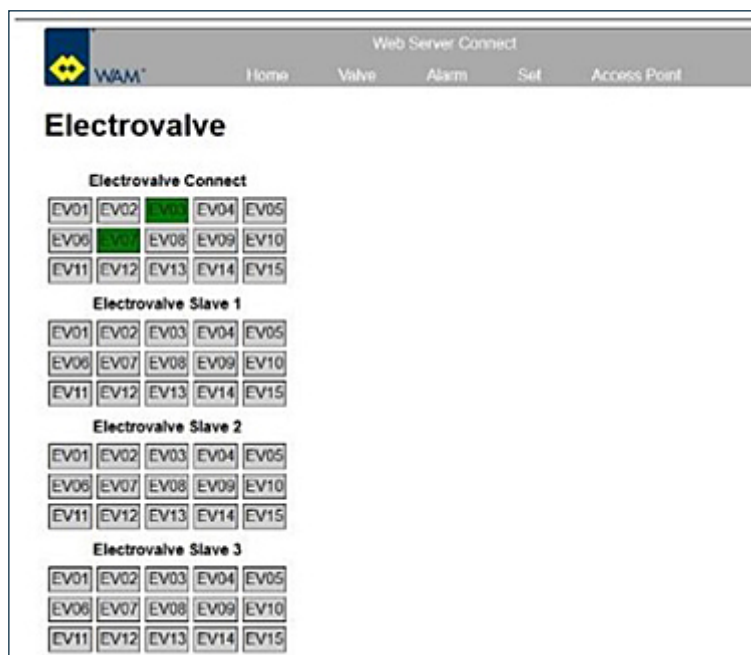 Web Server Connect
WAM
Home Valve Alarm Set Access Point
Electrovalve
Electrovalve Connect
EV01 EV02 EV03 EV04 EV05
EV06 EV07 EV08 EV09 EV10
EV11 EV12 EV13 EV14 EV15
Electrovalve Slave 1
EV01 EV02 EV03 EV04 EV05
EV06 EV07 EV08 EV09 EV10
EV11 EV12 EV13 EV14 EV15
Electrovalve Slave 2
EV01 EV02 EV03 EV04 EV05
EV06 EV07 EV08 EV09 EV10
EV11 EV12 EV13 EV14 EV15
Electrovalve Slave 3
EV01 EV02 EV03 EV04 EV05
EV06 EV07 EV08 EV09 EV10
EV11 EV12 EV13 EV14 EV15